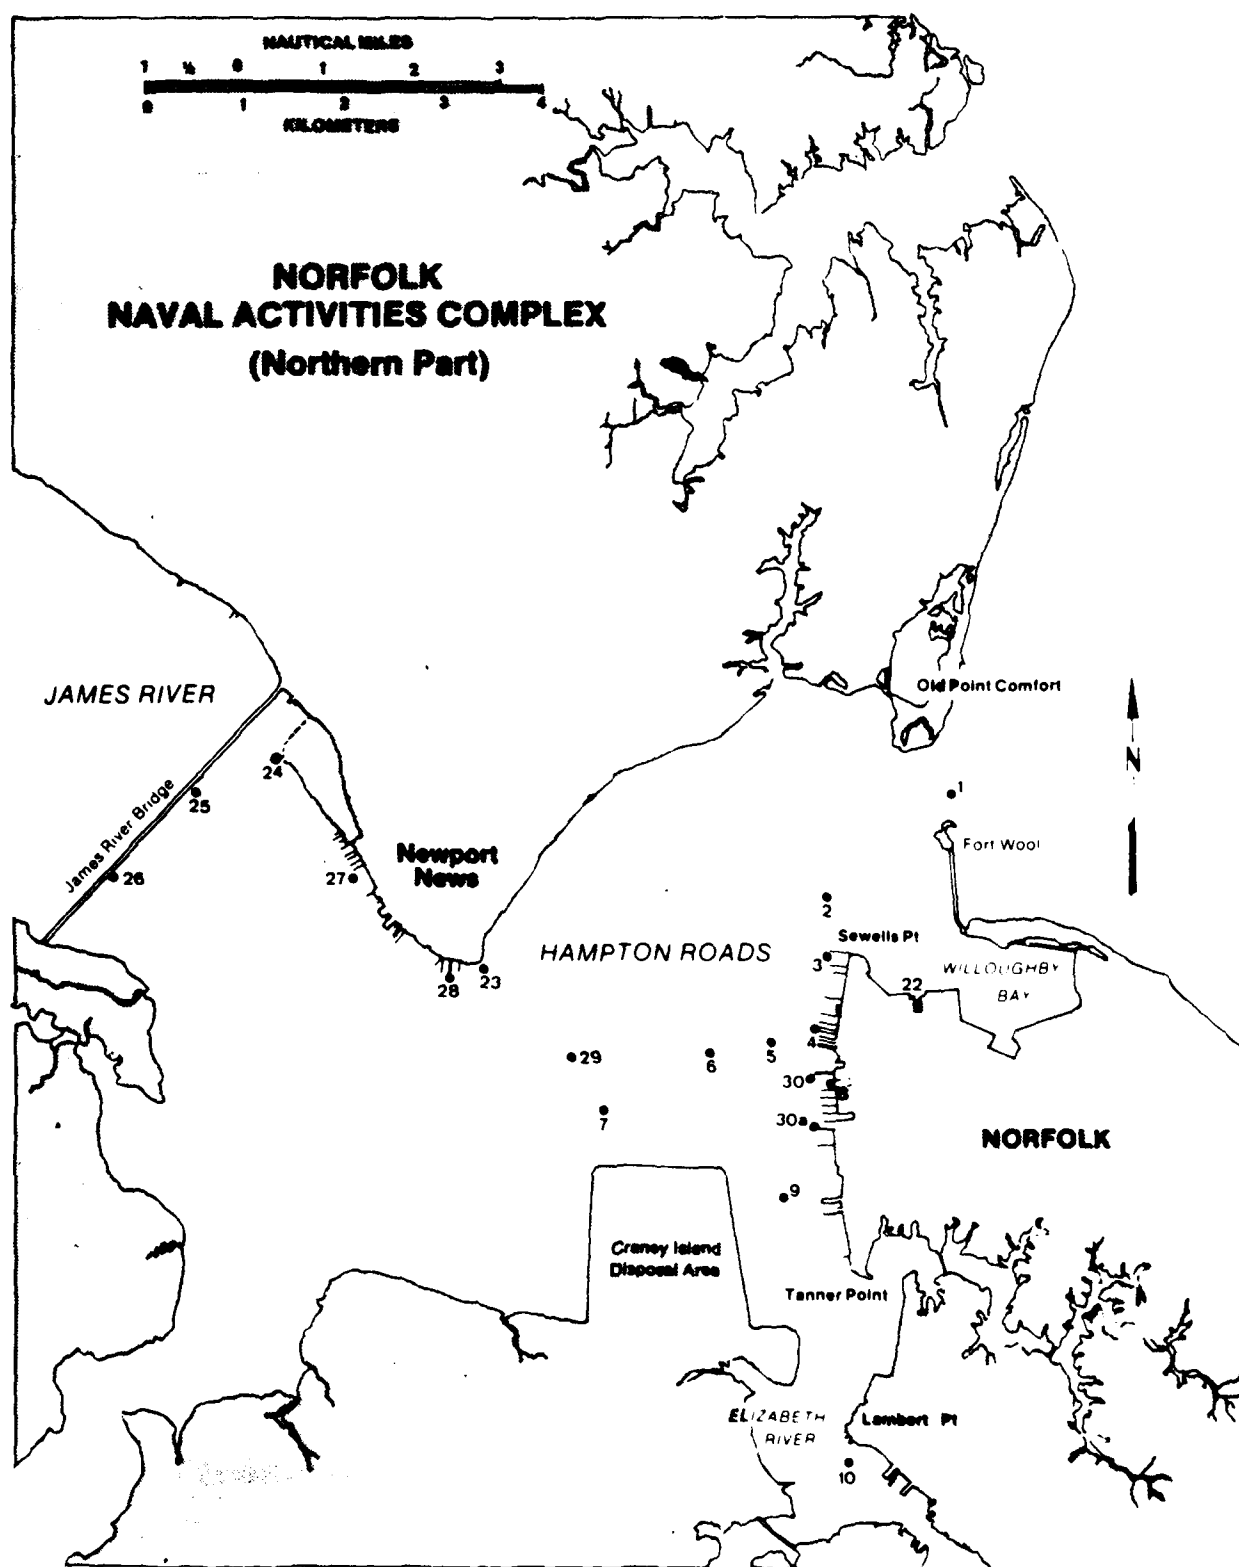 NAUTICAL MILES
1 ½ 0 1 2 3
0 1 2 3 4
KILOMETERS
NORFOLK
NAVAL ACTIVITIES COMPLEX
(Northern Part)
JAMES RIVER
Old Point Comfort
N
24
1
25
James River Bridge
Fort Wool
Newport
News
26
27
2
Sewells Pt
HAMPTON ROADS
3
WILLOUGHBY
BAY
28
23
22
4
5
6
29
30
8
7
30a
NORFOLK
9
Craney Island
Disposal Area
Tanner Point
ELIZABETH
RIVER
Lambert Pt
10